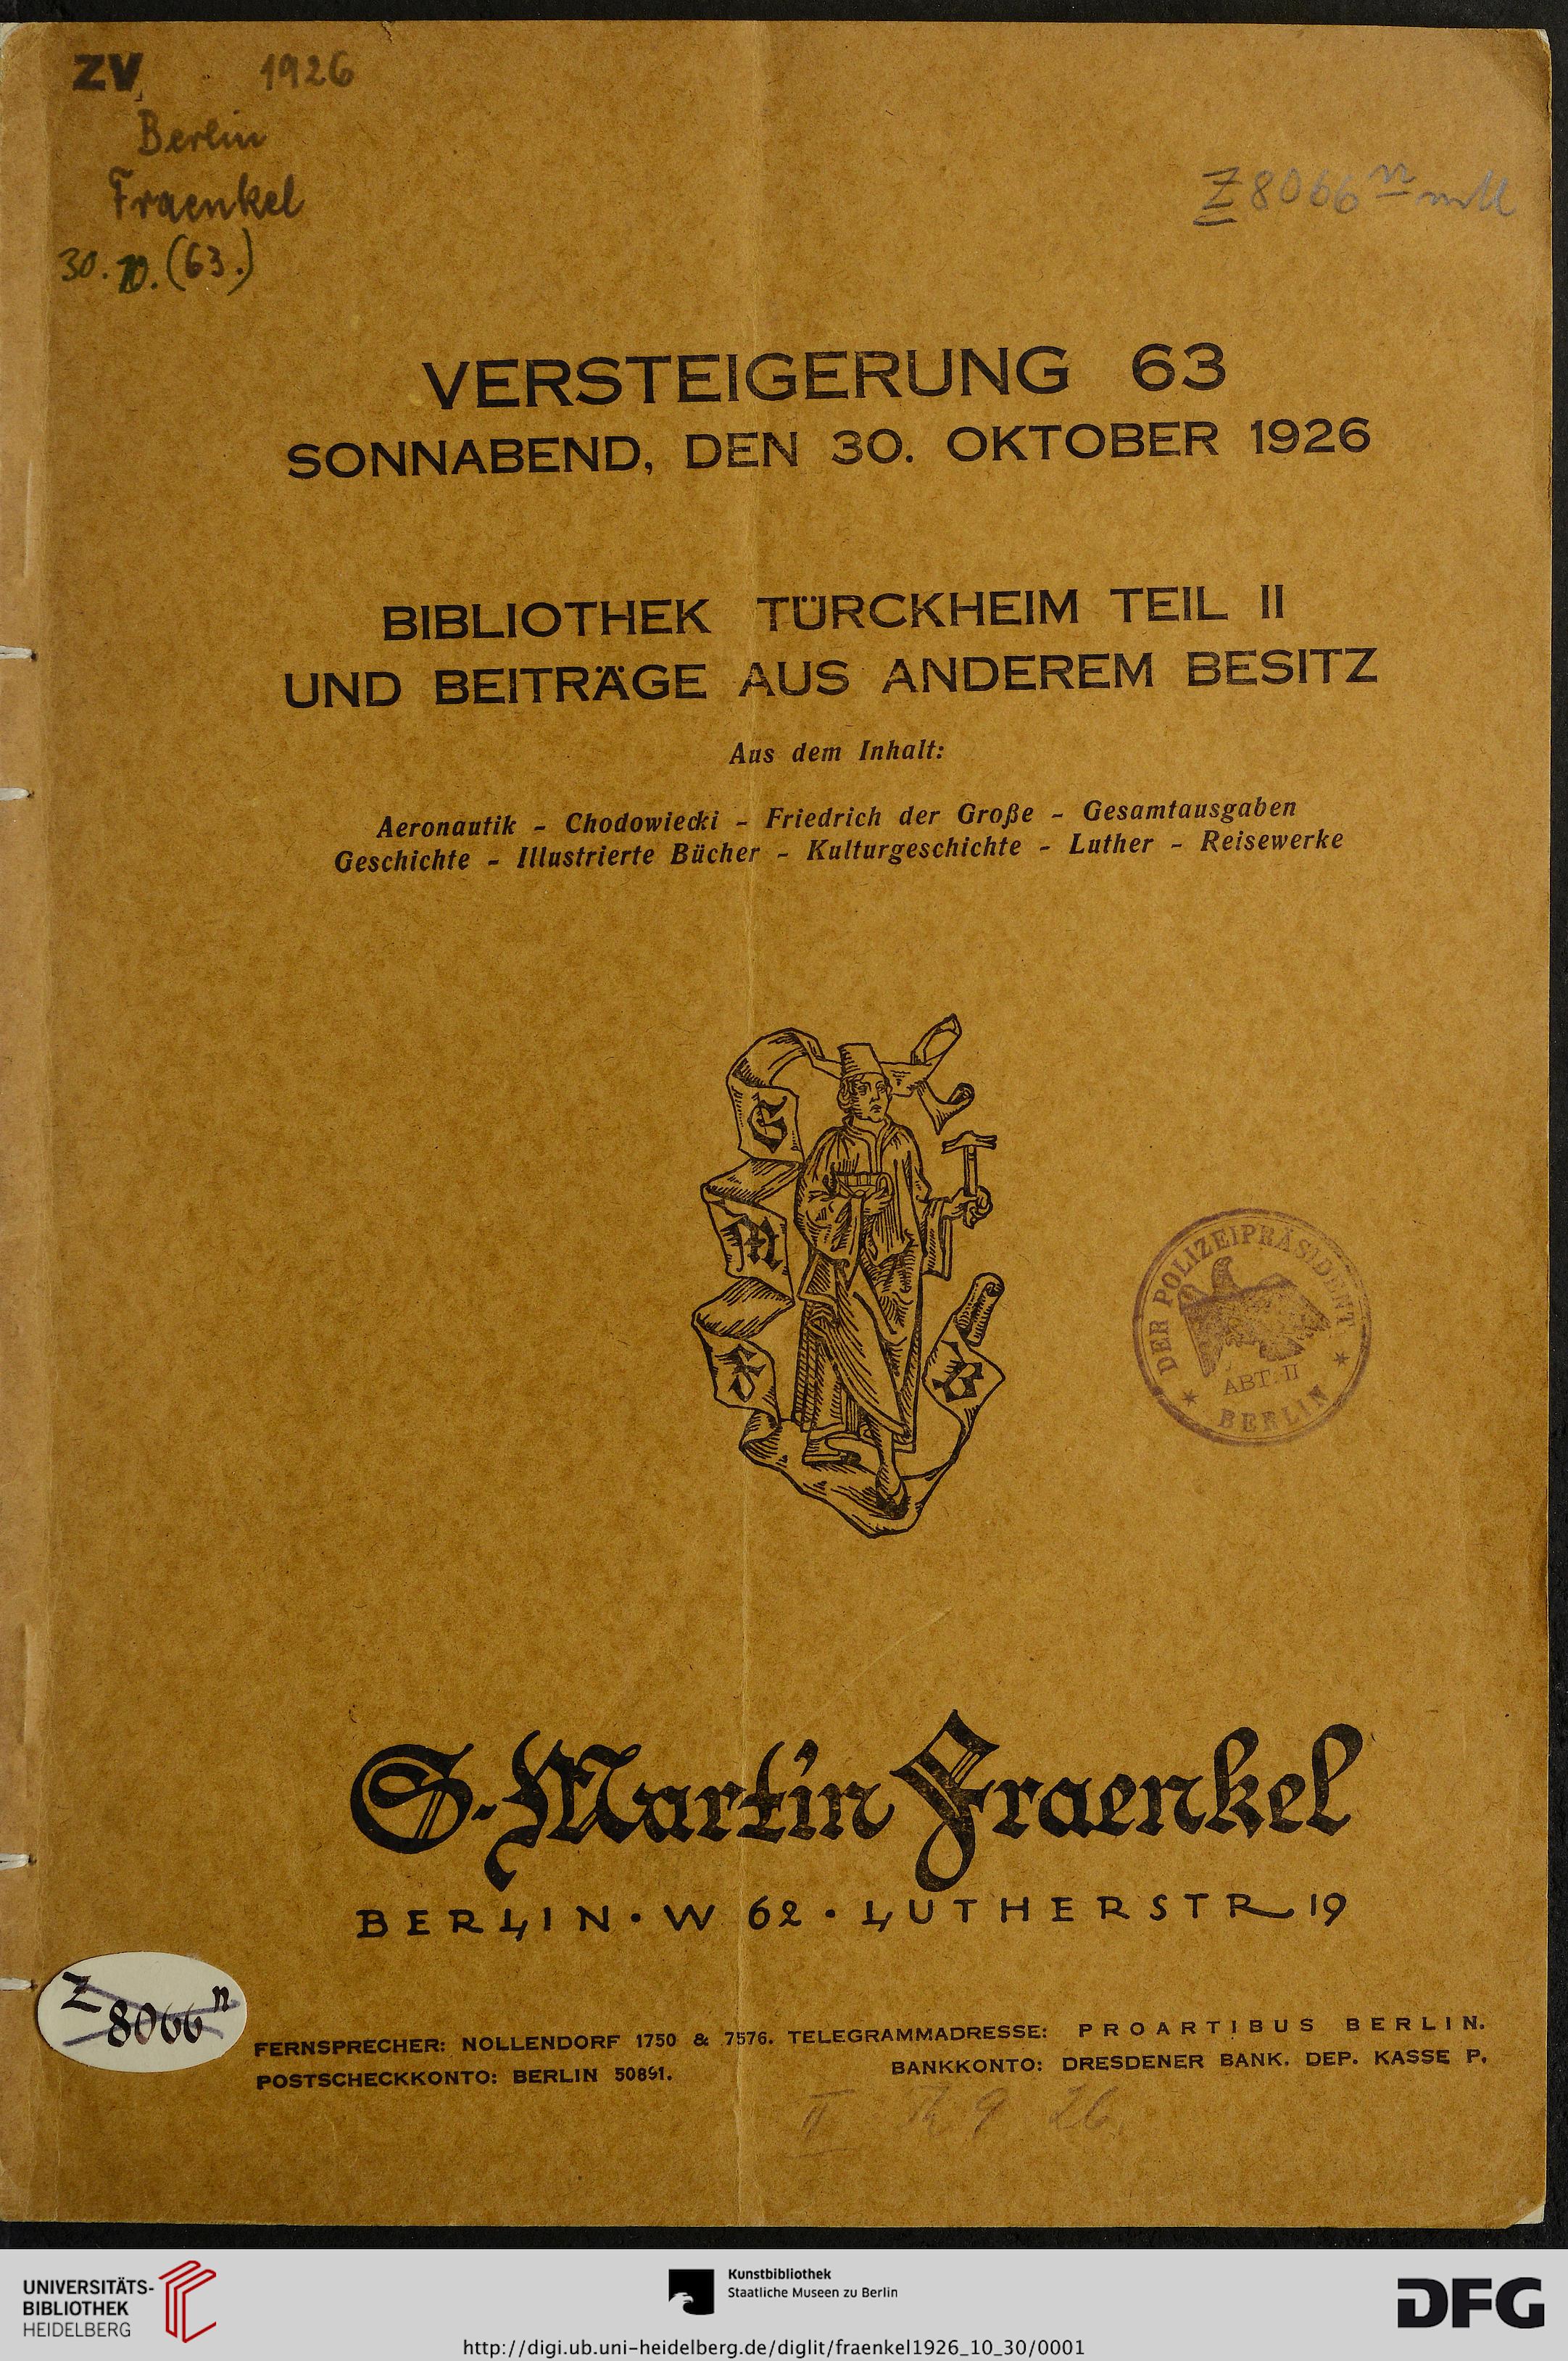 ZV 1926
Berlin
Fraenkel
30. 10. (63.)
Z 8066 n
VERSTEIGERUNG 63
SONNABEND, DEN 30. OKTOBER 1926
BIBLIOTHEK TÜRCKHEIM TEIL II
UND BEITRÄGE AUS ANDEREM BESITZ
Aus dem Inhalt:
Aeronautik - Chodowiecki - Friedrich der Große - Gesamtausgaben
Geschichte - Illustrierte Bücher - Kulturgeschichte - Luther - Reisewerke
S
M
F
B
DER POLIZEIPRÄSIDENT
ABT. II
* BERLIN *
S. Martin Fraenkel
BERLIN · W 62 · LUTHERSTR 19
Z 8066 n
FERNSPRECHER: NOLLENDORF 1750 & 7576. TELEGRAMMADRESSE: PROARTIBUS BERLIN.
POSTSCHECKKONTO: BERLIN 50891. BANKKONTO: DRESDENER BANK. DEP. KASSE P.
II 9 26
UNIVERSITÄTS-
BIBLIOTHEK
HEIDELBERG
Kunstbibliothek
Staatliche Museen zu Berlin
DFG
http://digi.ub.uni-heidelberg.de/diglit/fraenkel1926_10_30/0001